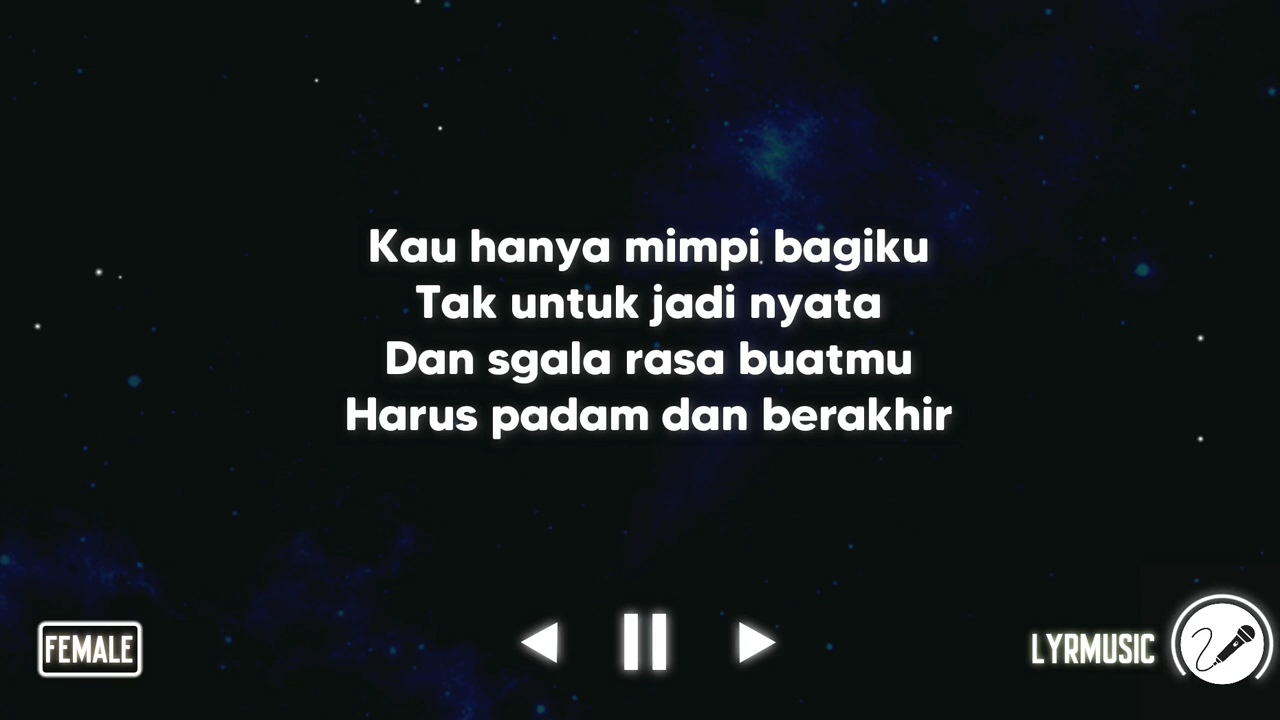 Kau hanya mimpi bagiku
Tak untuk jadi nyata
Dan sgala rasa buatmu
Harus padam dan berakhir
FEMALE
LYRMUSIC